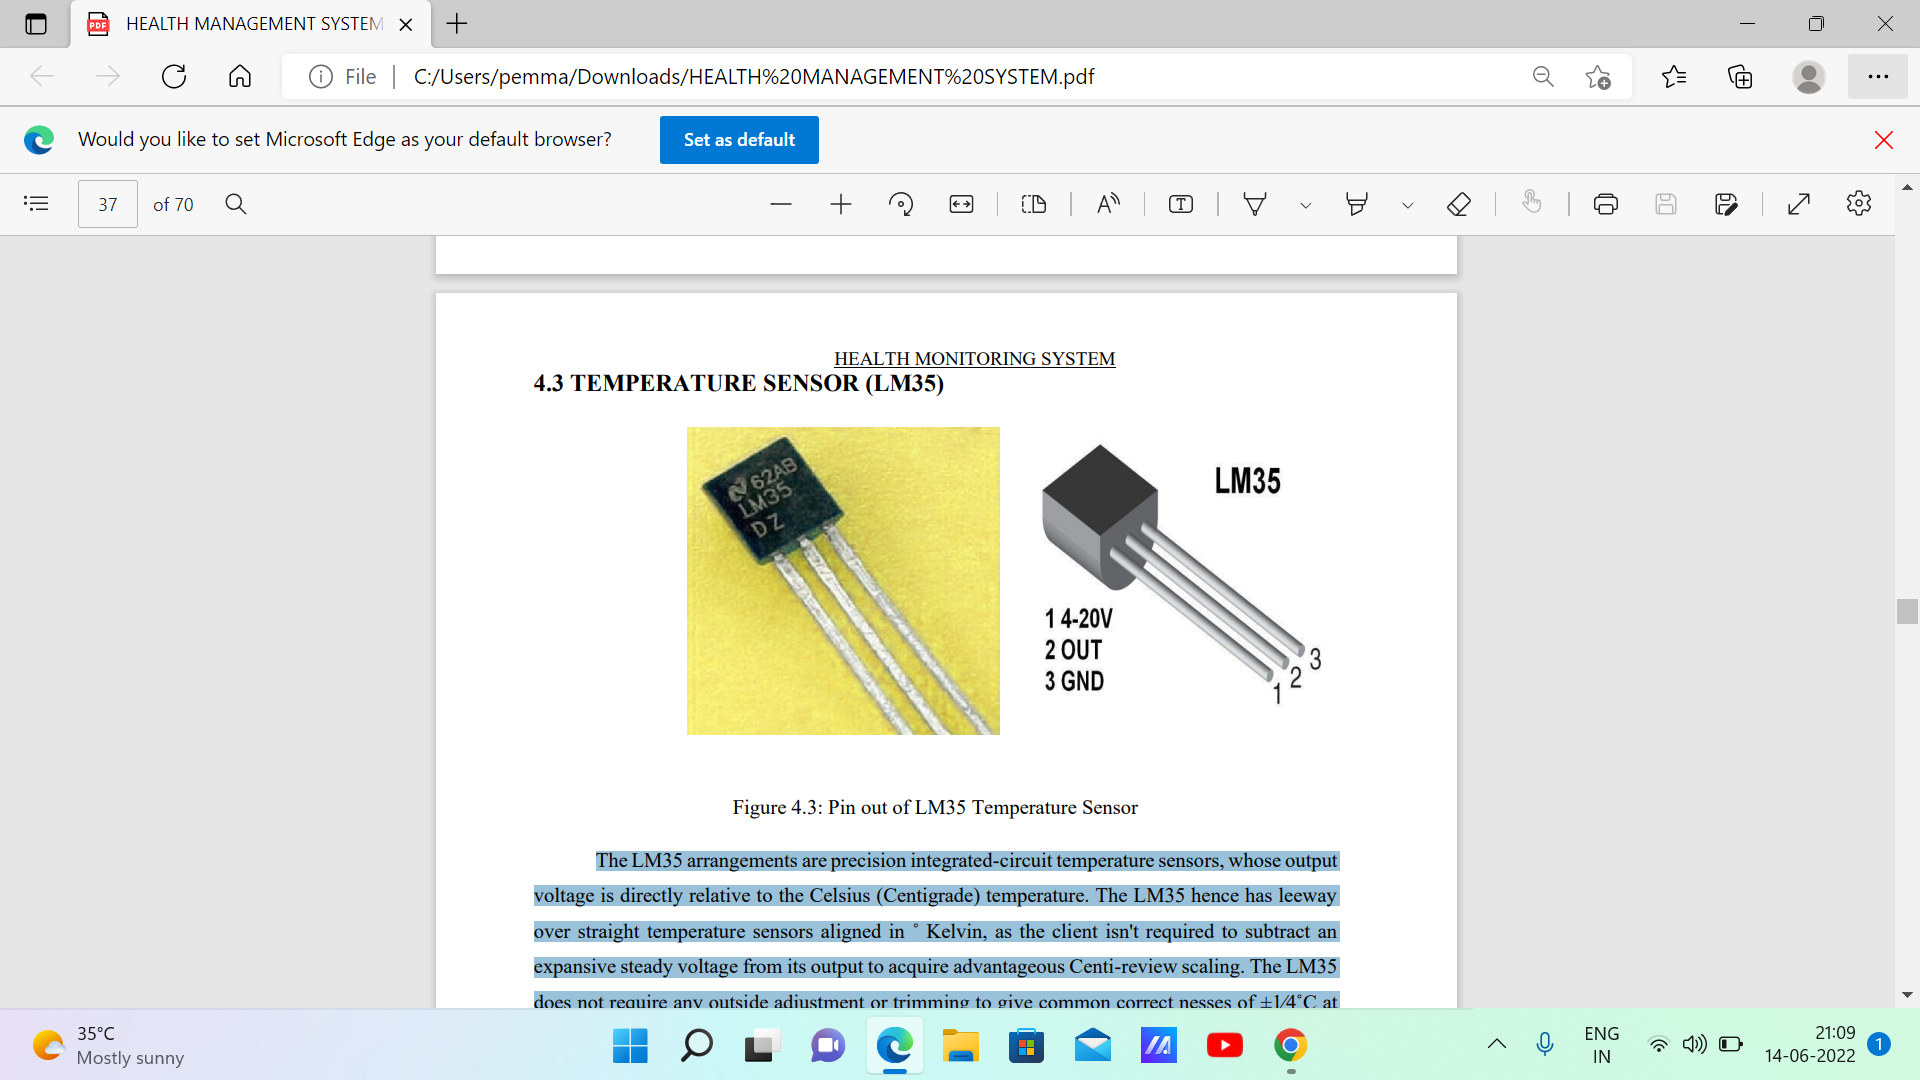 HEALTH MANAGEMENT SYSTEM
File
C:/Users/pemma/Downloads/HEALTH%20MANAGEMENT%20SYSTEM.pdf
Would you like to set Microsoft Edge as your default browser?
Set as default
37 of 70
HEALTH MONITORING SYSTEM
4.3 TEMPERATURE SENSOR (LM35)
62AB
LM35
DZ
LM35
1 4-20V
2 OUT
3 GND
3
2
1
Figure 4.3: Pin out of LM35 Temperature Sensor
The LM35 arrangements are precision integrated-circuit temperature sensors, whose output
voltage is directly relative to the Celsius (Centigrade) temperature. The LM35 hence has leeway
over straight temperature sensors aligned in ˚ Kelvin, as the client isn't required to subtract an
expansive steady voltage from its output to acquire advantageous Centi-review scaling. The LM35
does not require any outside adjustment or trimming to give common correct nesses of ±1⁄4˚C at
35°C
Mostly sunny
ENG
IN
21:09
14-06-2022
1